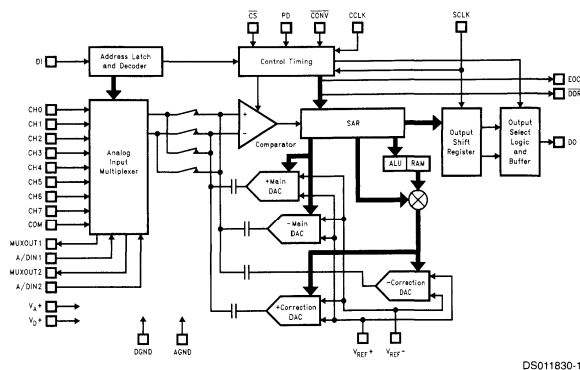 CS PD CONV CCLK SCLK
DI
Address Latch
and Decoder
Control Timing
EOC
DOR
CH0
CH1
CH2
CH3
CH4
CH5
CH6
CH7
COM
MUXOUT1
A/DIN1
MUXOUT2
A/DIN2
VA+
VD+
Analog
Input
Multiplexer
+
−
Comparator
SAR
Output
Shift
Register
Output
Select
Logic
and
Buffer
DO
ALU RAM
+Main
DAC
−Main
DAC
−Correction
DAC
+Correction
DAC
DGND AGND
VREF+ VREF−
DS011830-1